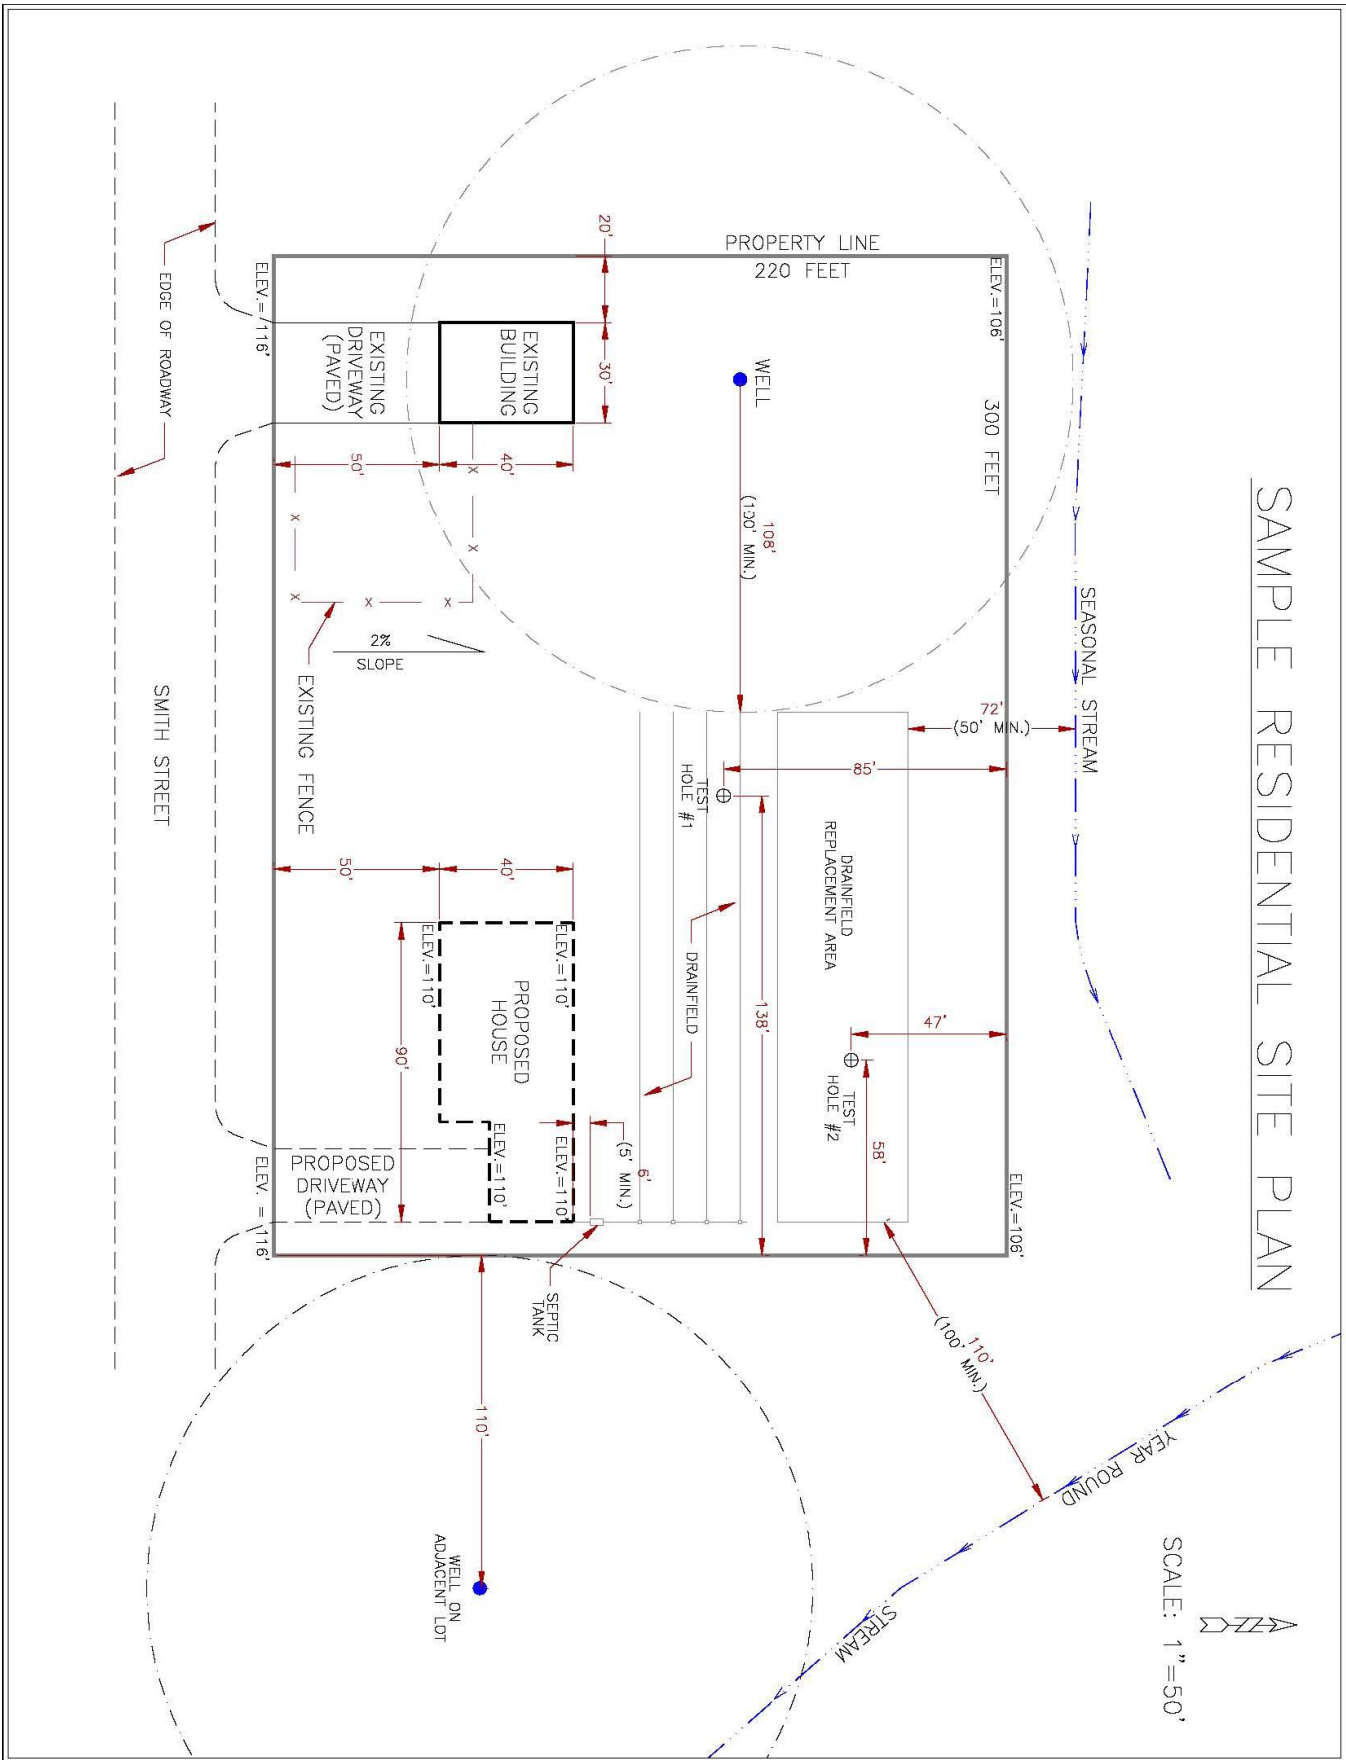 SAMPLE RESIDENTIAL SITE PLAN
SCALE: 1"=50'
SEASONAL STREAM
YEAR ROUND
STREAM
PROPERTY LINE
220 FEET
300 FEET
ELEV.=106'
ELEV.=106'
ELEV.= 116'
ELEV. = 116'
20'
30'
40'
50'
EXISTING
BUILDING
EXISTING
DRIVEWAY
(PAVED)
WELL
108'
(100' MIN.)
72'
(50' MIN.)
85'
TEST
HOLE #1
138'
DRAINFIELD
REPLACEMENT AREA
DRAINFIELD
47'
TEST
HOLE #2
58'
110'
(100' MIN.)
x
x
x
x
x
x
2%
SLOPE
EXISTING FENCE
EDGE OF ROADWAY
SMITH STREET
50'
40'
90'
ELEV.=110'
ELEV.=110'
PROPOSED
HOUSE
ELEV.=110'
ELEV.=110'
6'
(5' MIN.)
PROPOSED
DRIVEWAY
(PAVED)
SEPTIC
TANK
110'
WELL ON
ADJACENT LOT